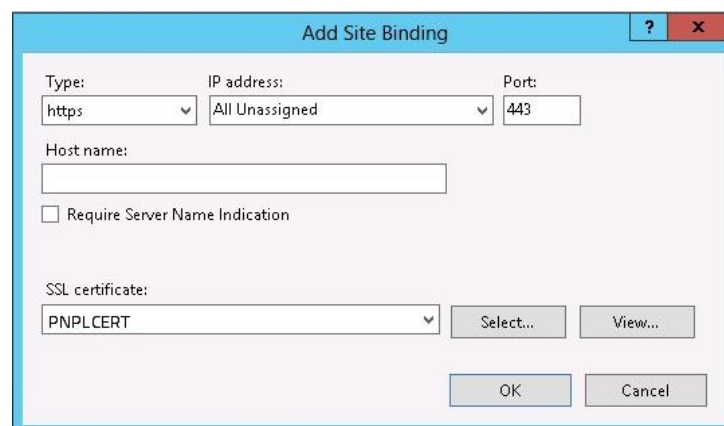 Add Site Binding
? x
Type: IP address: Port:
https All Unassigned 443
Host name:
Require Server Name Indication
SSL certificate:
PNPLCERT Select... View...
OK Cancel